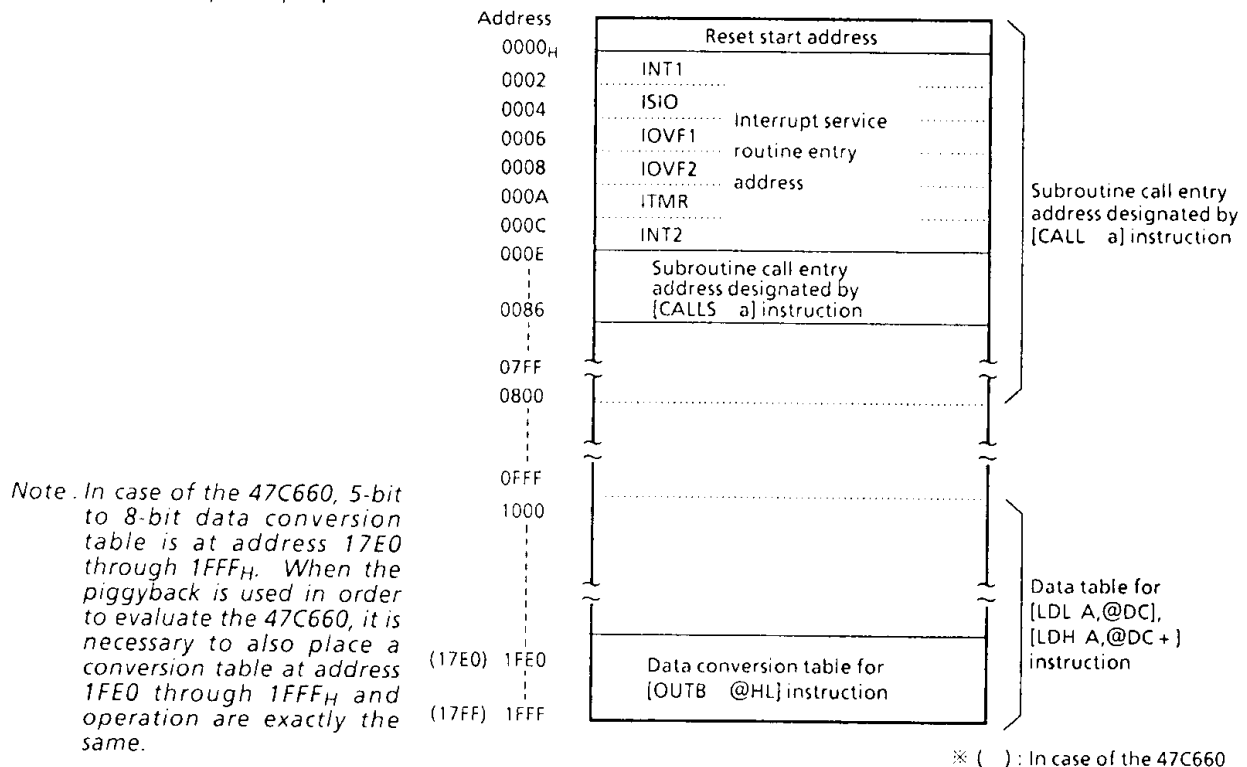 Address
0000H
Reset start address
0002
INT1
0004
ISIO
Interrupt service
0006
IOVF1
routine entry
0008
IOVF2
address
000A
ITMR
000C
INT2
000E
Subroutine call entry
address designated by
[CALLS a] instruction
0086
07FF
0800
Subroutine call entry
address designated by
[CALL a] instruction
0FFF
1000
Note. In case of the 47C660, 5-bit
to 8-bit data conversion
table is at address 17E0
through 1FFFH. When the
piggyback is used in order
to evaluate the 47C660, it is
necessary to also place a
conversion table at address
1FE0 through 1FFFH and
operation are exactly the
same.
(17E0) 1FE0
Data conversion table for
[OUTB @HL] instruction
(17FF) 1FFF
Data table for
[LDL A,@DC],
[LDH A,@DC+]
instruction
※ ( ) : In case of the 47C660